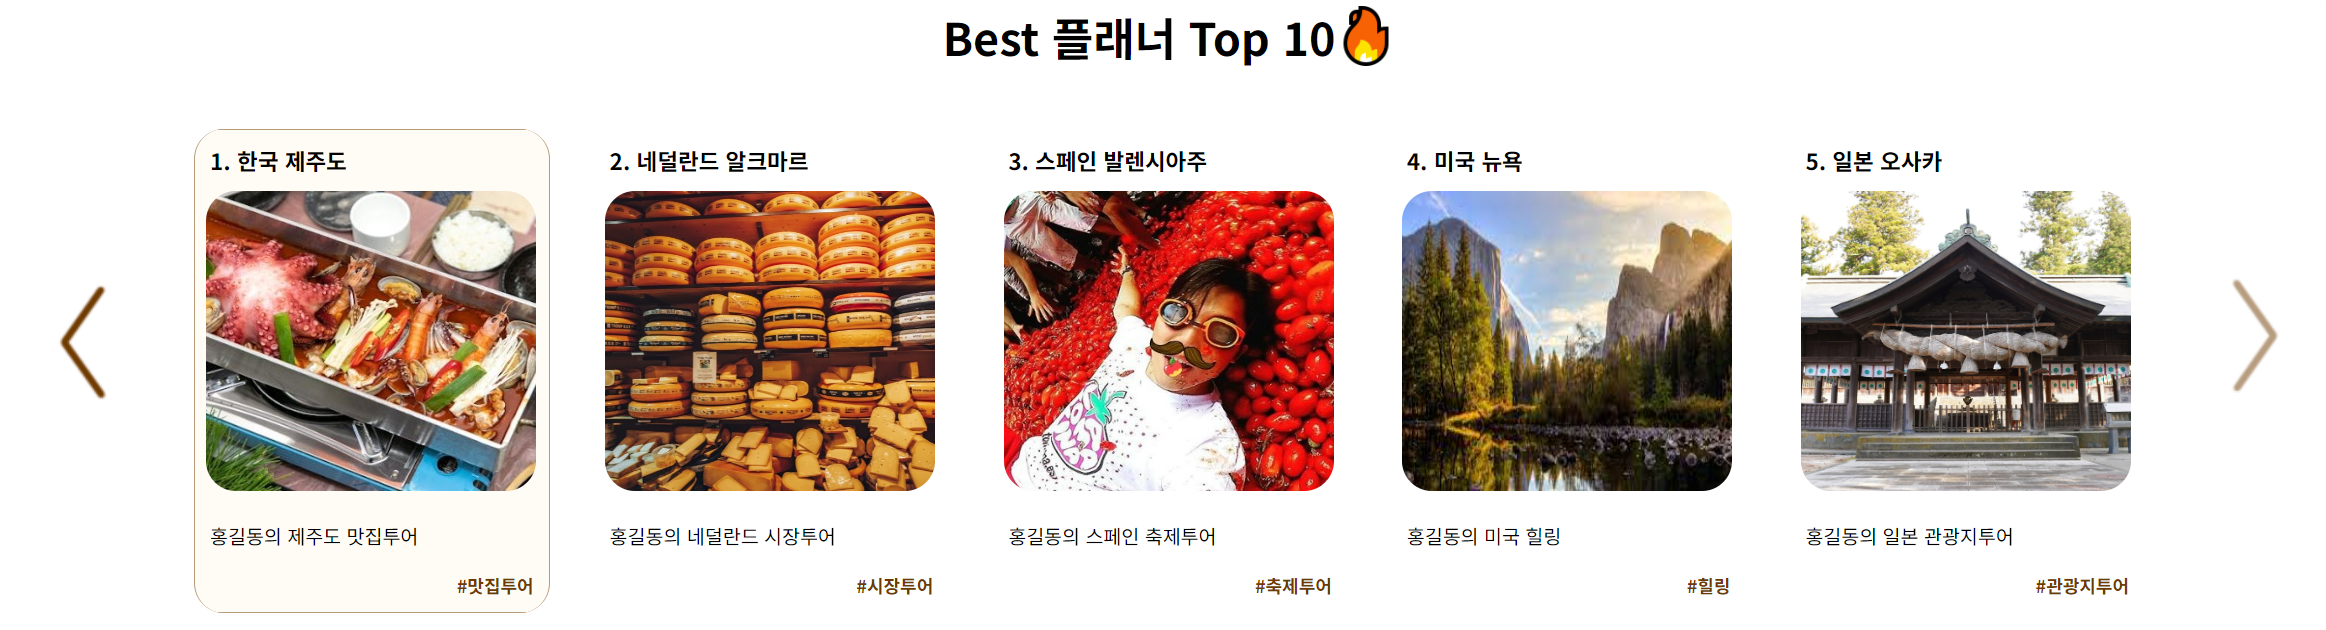 Best 플래너 Top 10🔥
1. 한국 제주도
홍길동의 제주도 맛집투어
#맛집투어
2. 네덜란드 알크마르
홍길동의 네덜란드 시장투어
#시장투어
3. 스페인 발렌시아주
홍길동의 스페인 축제투어
#축제투어
4. 미국 뉴욕
홍길동의 미국 힐링
#힐링
5. 일본 오사카
홍길동의 일본 관광지투어
#관광지투어